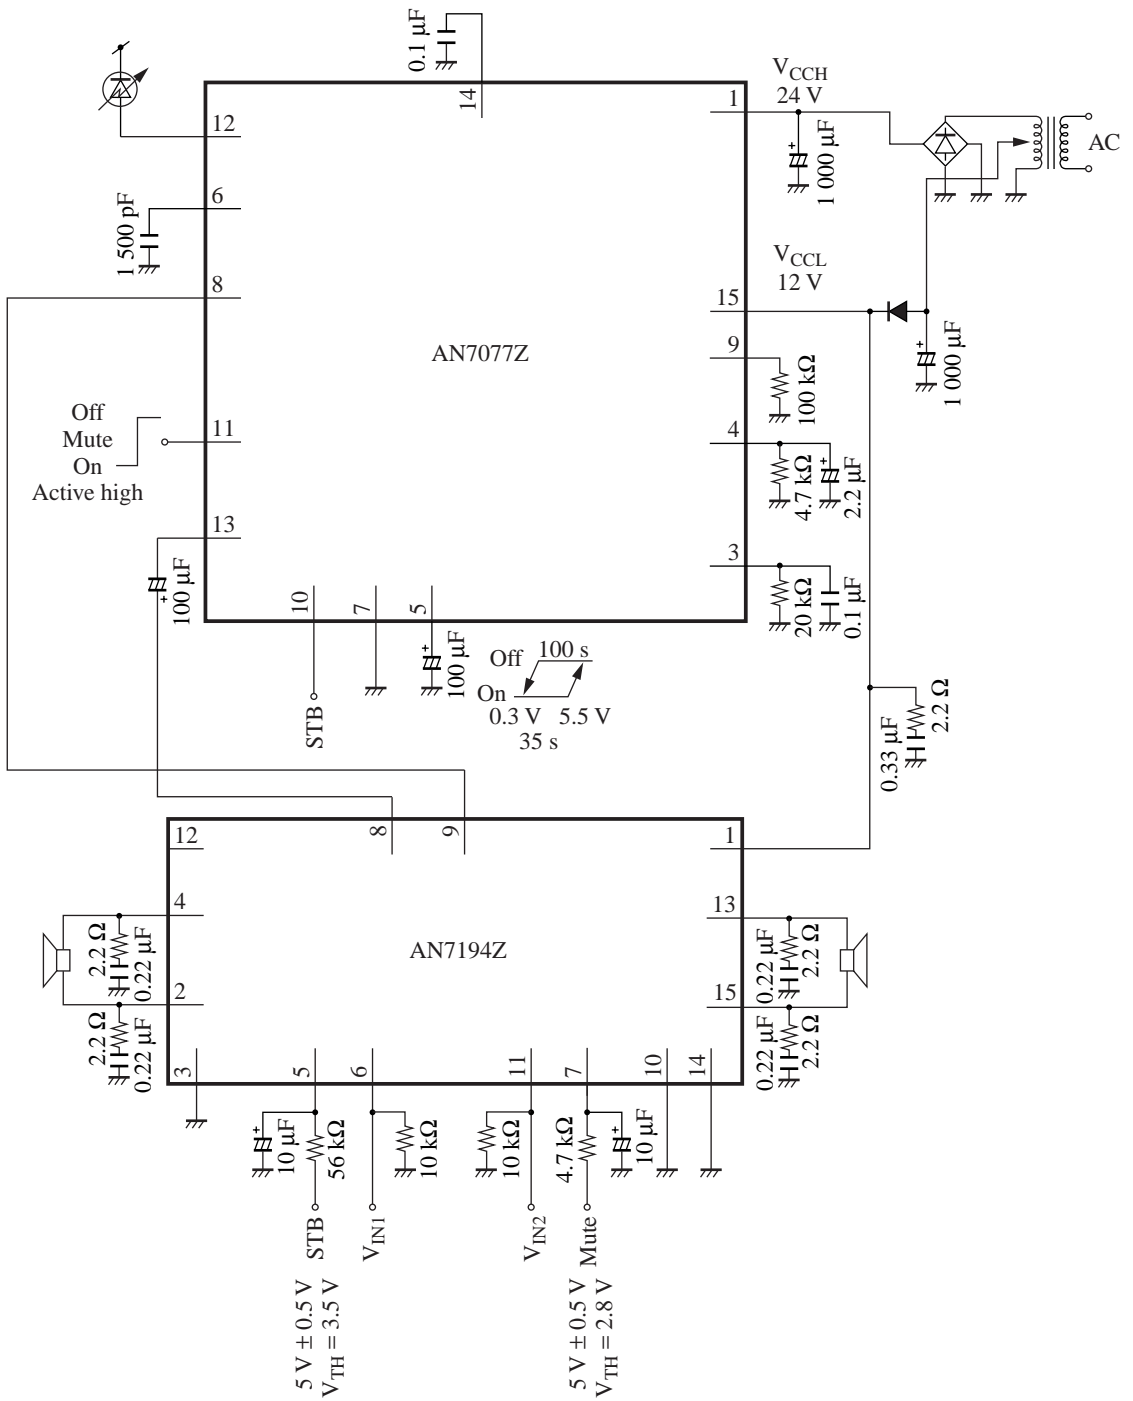 0.1 µF
14
V_CCH
24 V
1
1 000 µF
AC
12
6
1 500 pF
8
V_CCL
12 V
15
1 000 µF
AN7077Z
9
100 kΩ
Off
Mute
On
Active high
11
4
4.7 kΩ
2.2 µF
13
100 µF
3
20 kΩ
0.1 µF
10
7
5
STB
100 µF
Off
100 s
On
0.3 V
5.5 V
35 s
2.2 Ω
0.33 µF
12
8
9
1
4
13
AN7194Z
2.2 Ω
0.22 µF
0.22 µF
2.2 Ω
2
15
2.2 Ω
0.22 µF
0.22 µF
2.2 Ω
3
5
6
11
7
10
14
10 µF
56 kΩ
10 kΩ
10 kΩ
4.7 kΩ
10 µF
STB
V_IN1
V_IN2
Mute
5 V ± 0.5 V
V_TH = 3.5 V
5 V ± 0.5 V
V_TH = 2.8 V